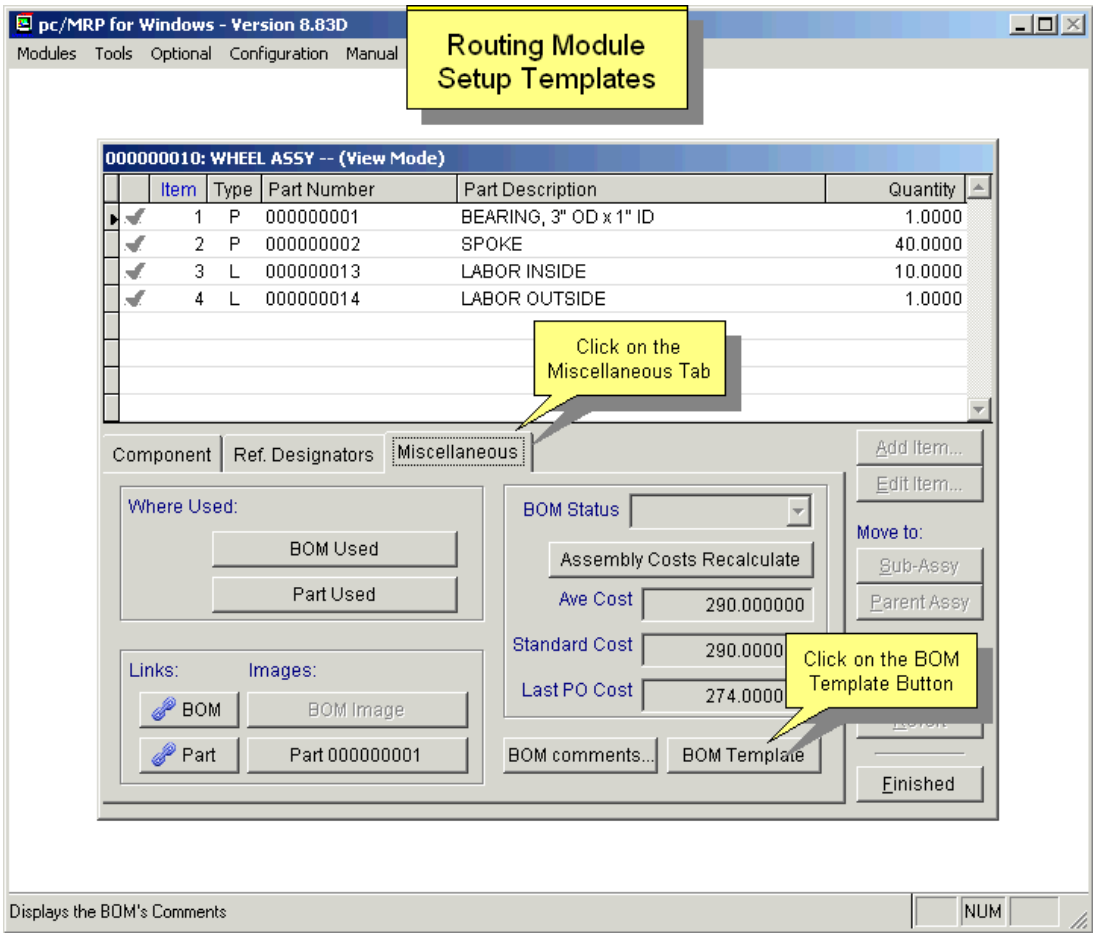 pc/MRP for Windows - Version 8.83D
Modules Tools Optional Configuration Manual
Routing Module
Setup Templates
000000010: WHEEL ASSY -- (View Mode)
Item Type Part Number Part Description Quantity
1 P 000000001 BEARING, 3" OD x 1" ID 1.0000
2 P 000000002 SPOKE 40.0000
3 L 000000013 LABOR INSIDE 10.0000
4 L 000000014 LABOR OUTSIDE 1.0000
Click on the
Miscellaneous Tab
Component Ref. Designators Miscellaneous
Add Item...
Edit Item...
Move to:
Sub-Assy
Parent Assy
Where Used:
BOM Used
Part Used
BOM Status
Assembly Costs Recalculate
Ave Cost 290.000000
Standard Cost 290.0000
Last PO Cost 274.0000
Click on the BOM
Template Button
Links: Images:
BOM BOM Image
Part Part 000000001
BOM comments... BOM Template
Finished
Displays the BOM's Comments NUM